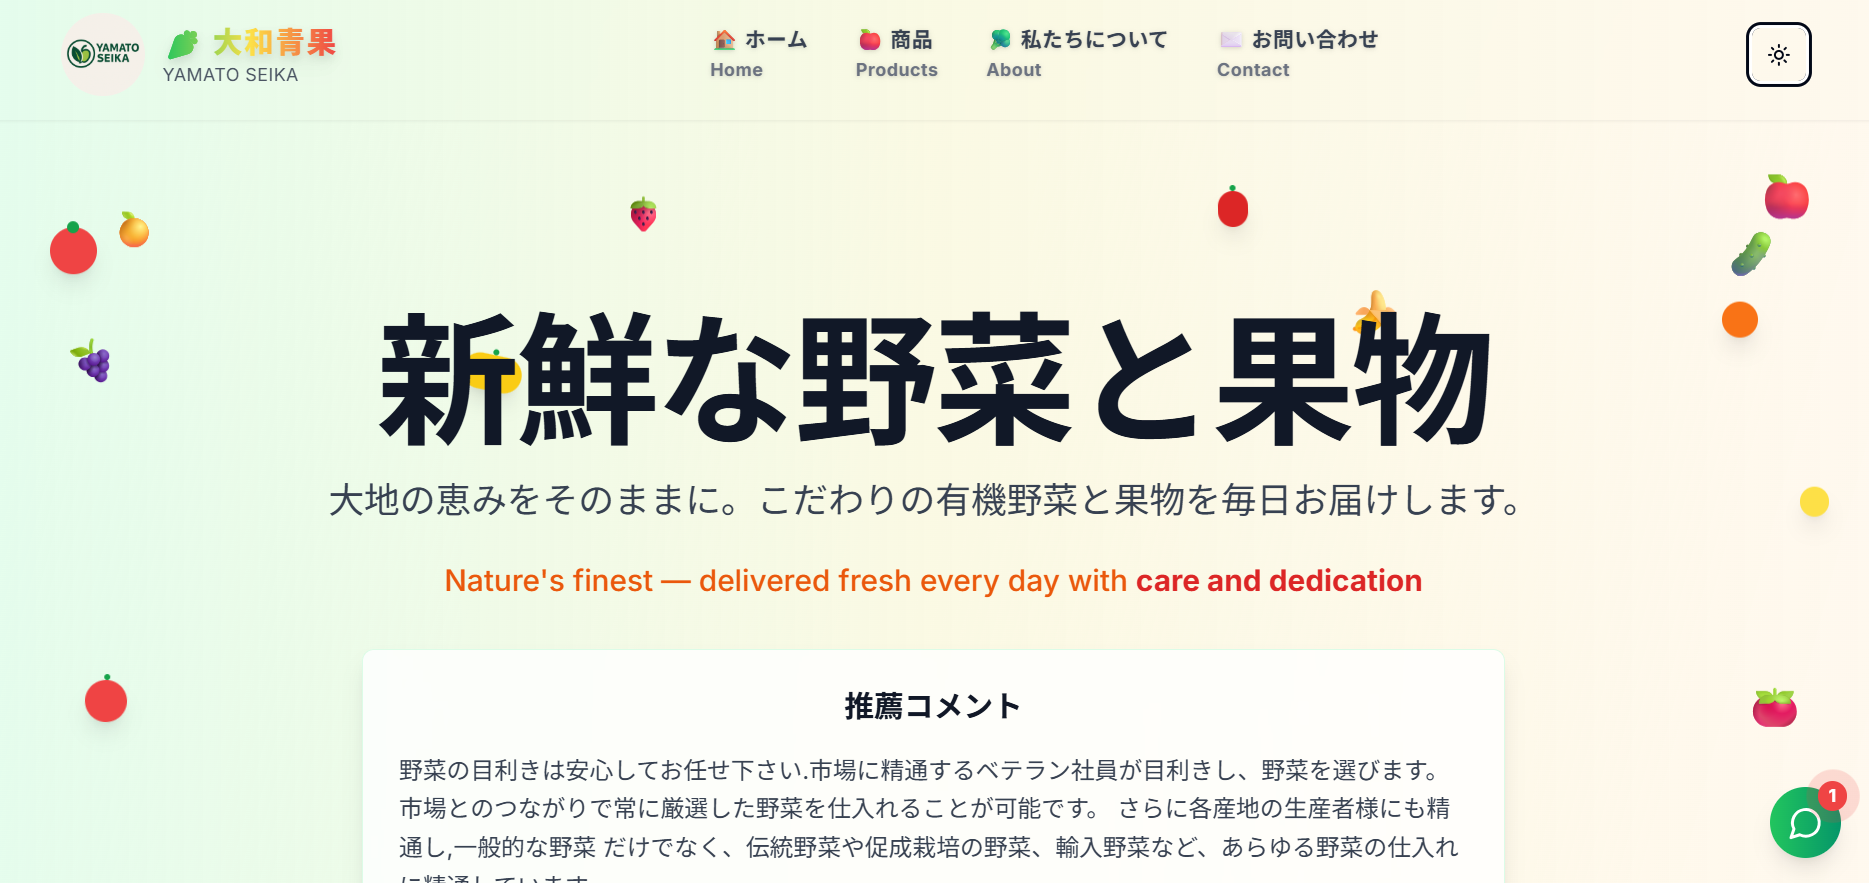 YAMATO
SEIKA
大和青果
YAMATO SEIKA
ホーム
Home
商品
Products
私たちについて
About
お問い合わせ
Contact
新鮮な野菜と果物
大地の恵みをそのままに。こだわりの有機野菜と果物を毎日お届けします。
Nature's finest — delivered fresh every day with care and dedication
推薦コメント
野菜の目利きは安心してお任せ下さい.市場に精通するベテラン社員が目利きし、野菜を選びます。
市場とのつながりで常に厳選した野菜を仕入れることが可能です。 さらに各産地の生産者様にも精
通し,一般的な野菜 だけでなく、伝統野菜や促成栽培の野菜、輸入野菜など、あらゆる野菜の仕入れ
に精通しています
1